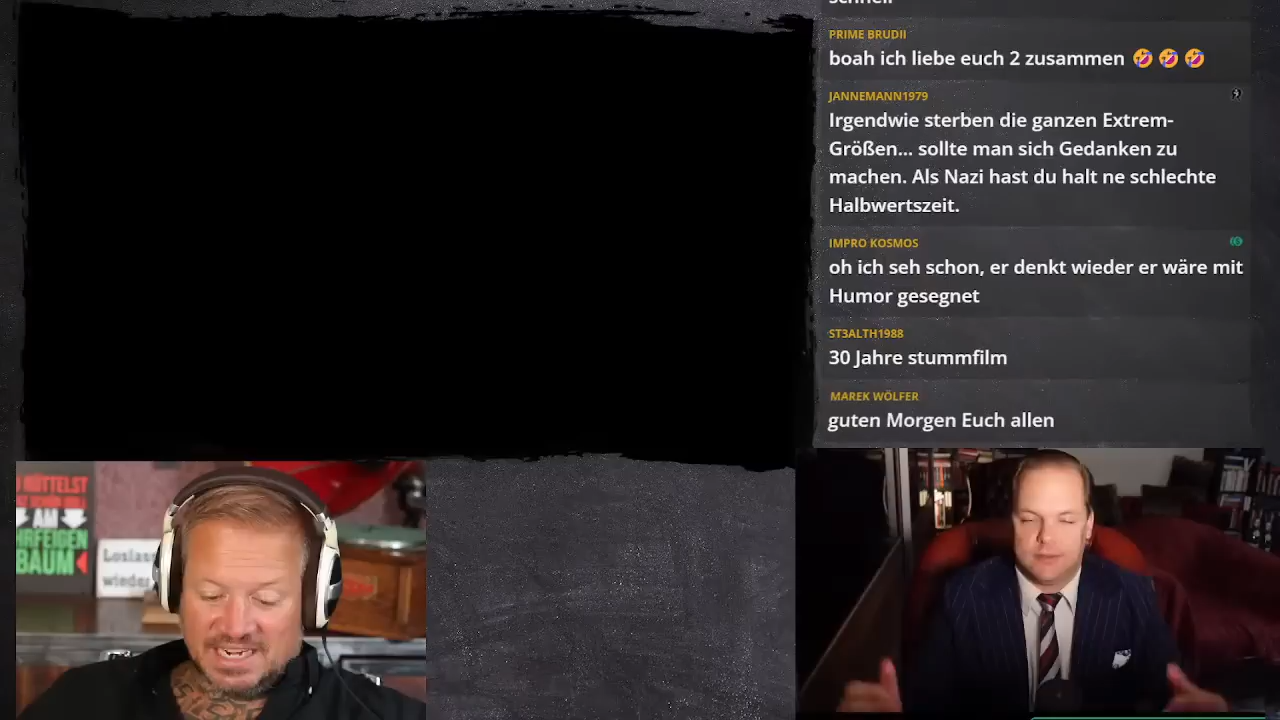 schnell
PRIME BRUDII
boah ich liebe euch 2 zusammen 🤣 🤣 🤣
JANNEMANN1979
Irgendwie sterben die ganzen Extrem-
Größen... sollte man sich Gedanken zu
machen. Als Nazi hast du halt ne schlechte
Halbwertszeit.
IMPRO KOSMOS
oh ich seh schon, er denkt wieder er wäre mit
Humor gesegnet
ST3ALTH1988
30 Jahre stummfilm
MAREK WÖLFER
guten Morgen Euch allen
AM
BAUM
wieder